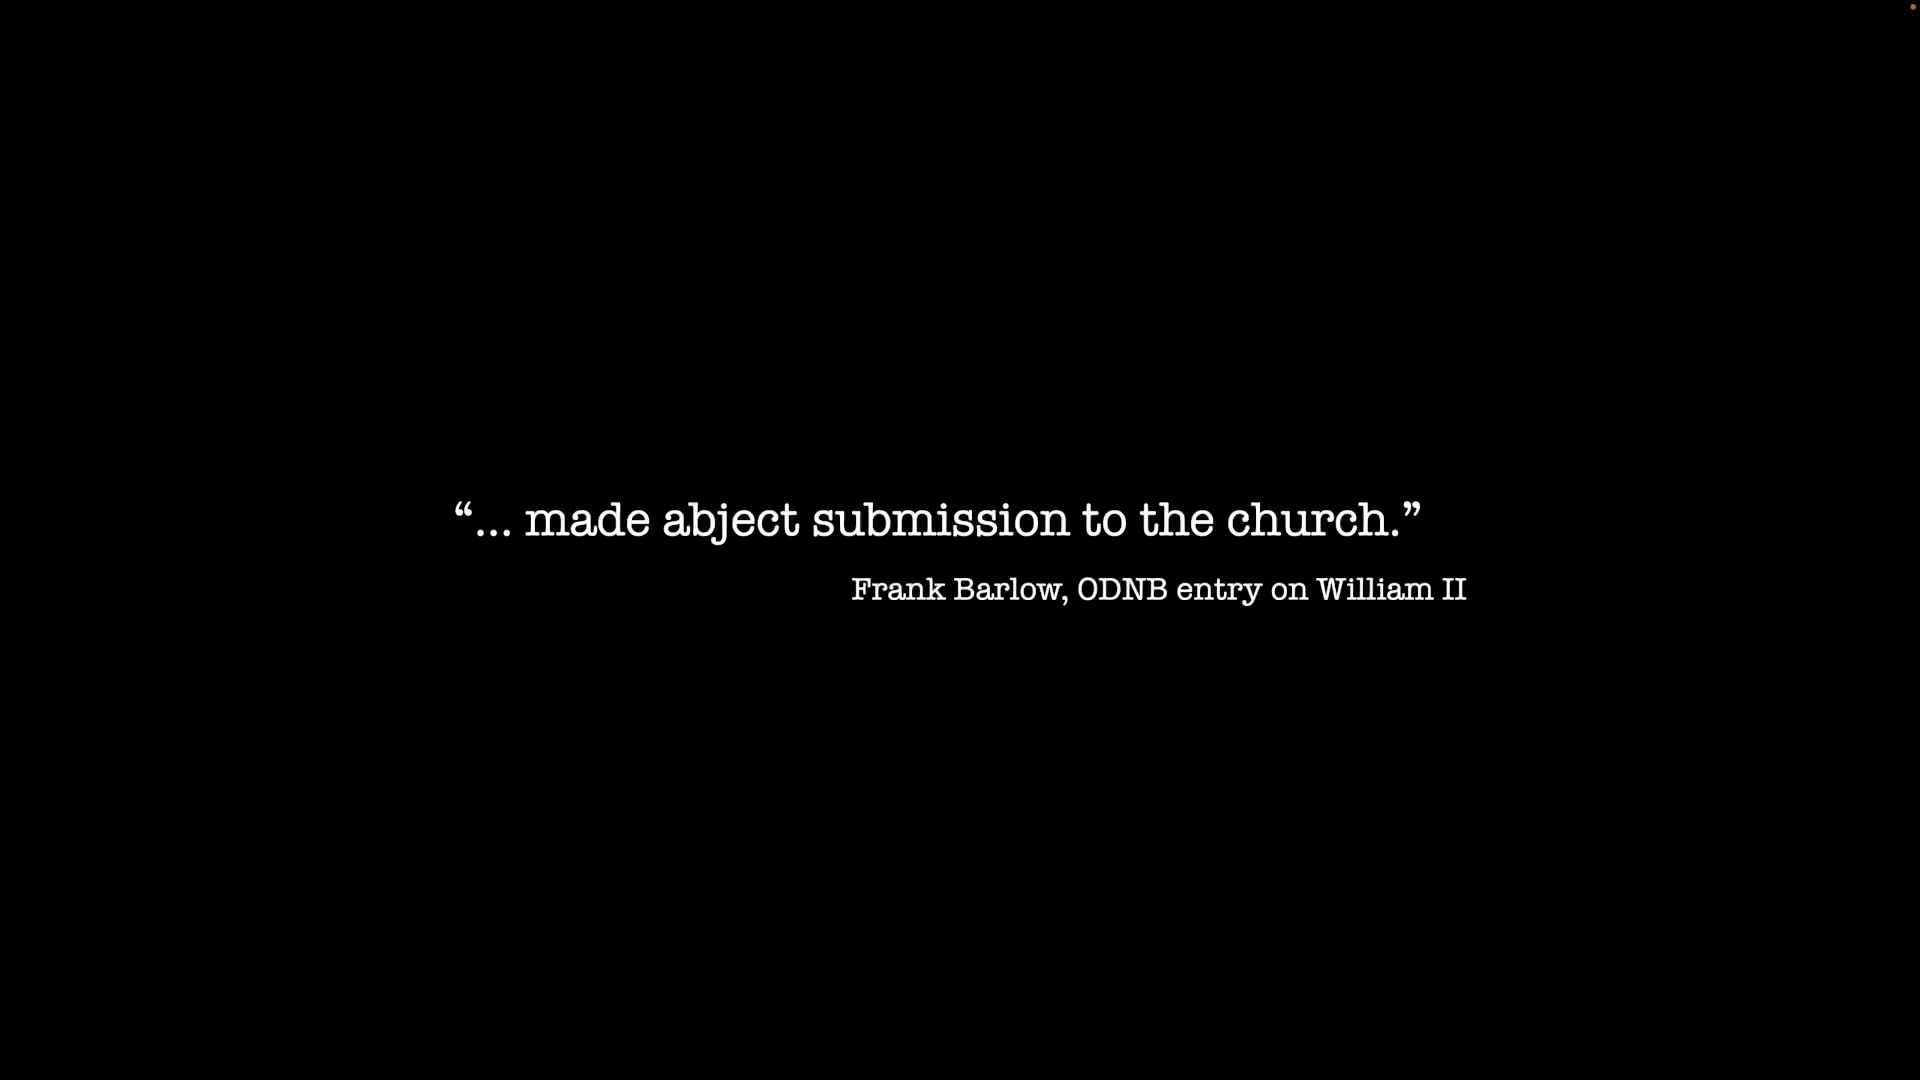 “... made abject submission to the church.”
Frank Barlow, ODNB entry on William II